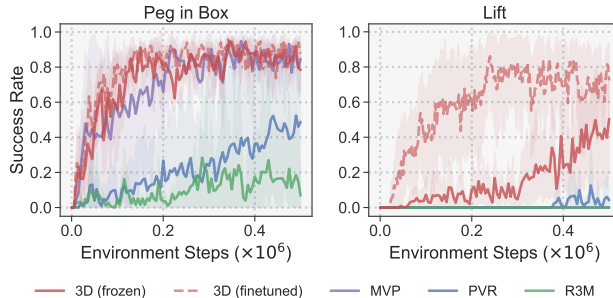 Peg in Box
Lift
Success Rate
1.0
0.8
0.6
0.4
0.2
0.0
1.0
0.8
0.6
0.4
0.2
0.0
0.0 0.2 0.4
0.0 0.2 0.4
Environment Steps (×10⁶)
Environment Steps (×10⁶)
3D (frozen) 3D (finetuned) MVP PVR R3M